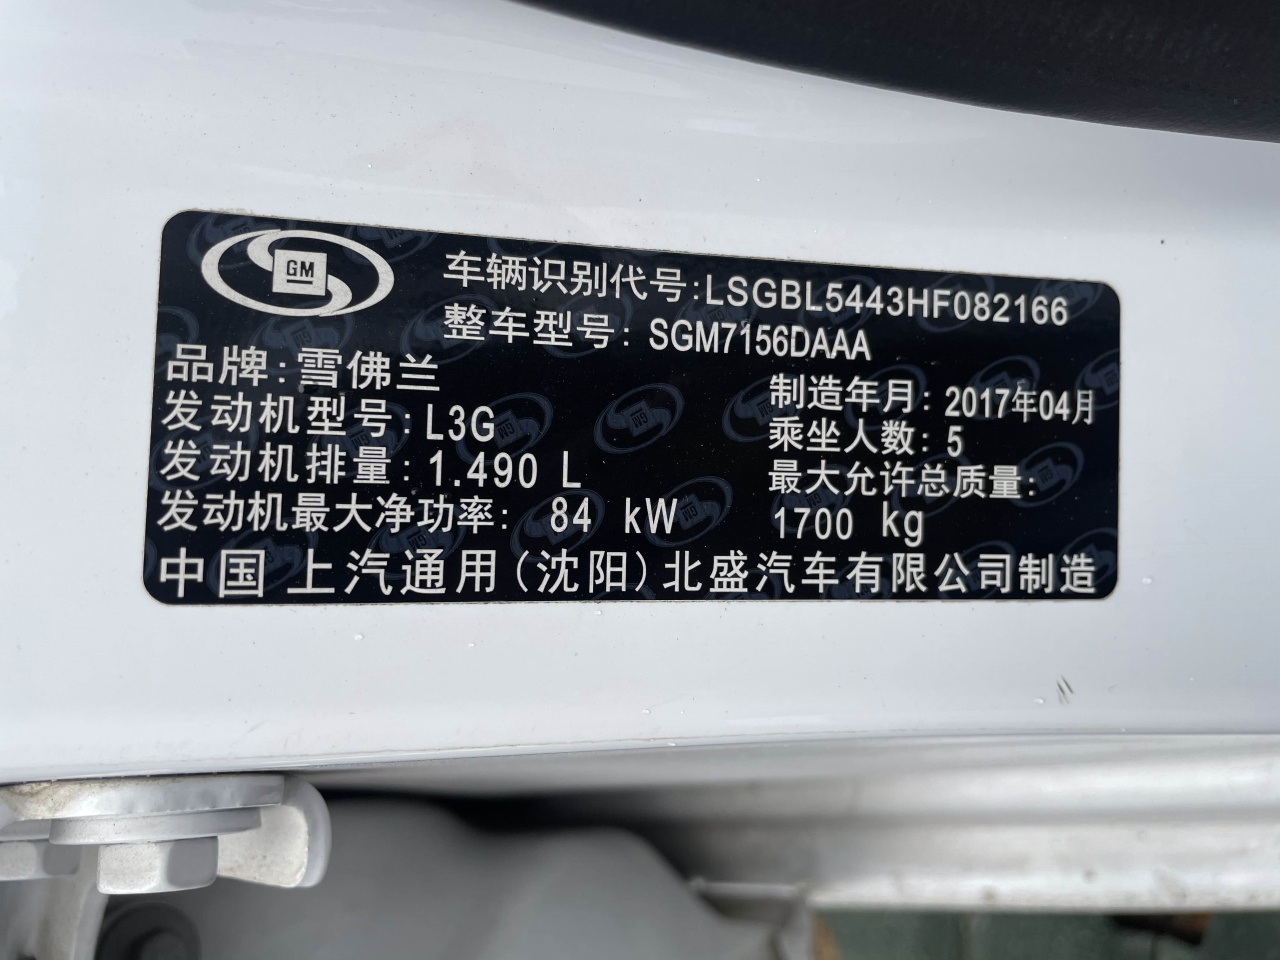 GM
车辆识别代号:LSGBL5443HF082166
整车型号: SGM7156DAAA
品牌:雪佛兰
制造年月: 2017年04月
发动机型号:L3G
乘坐人数: 5
发动机排量:1.490 L
最大允许总质量:
发动机最大净功率: 84 kW
1700 kg
中国 上汽通用(沈阳)北盛汽车有限公司制造